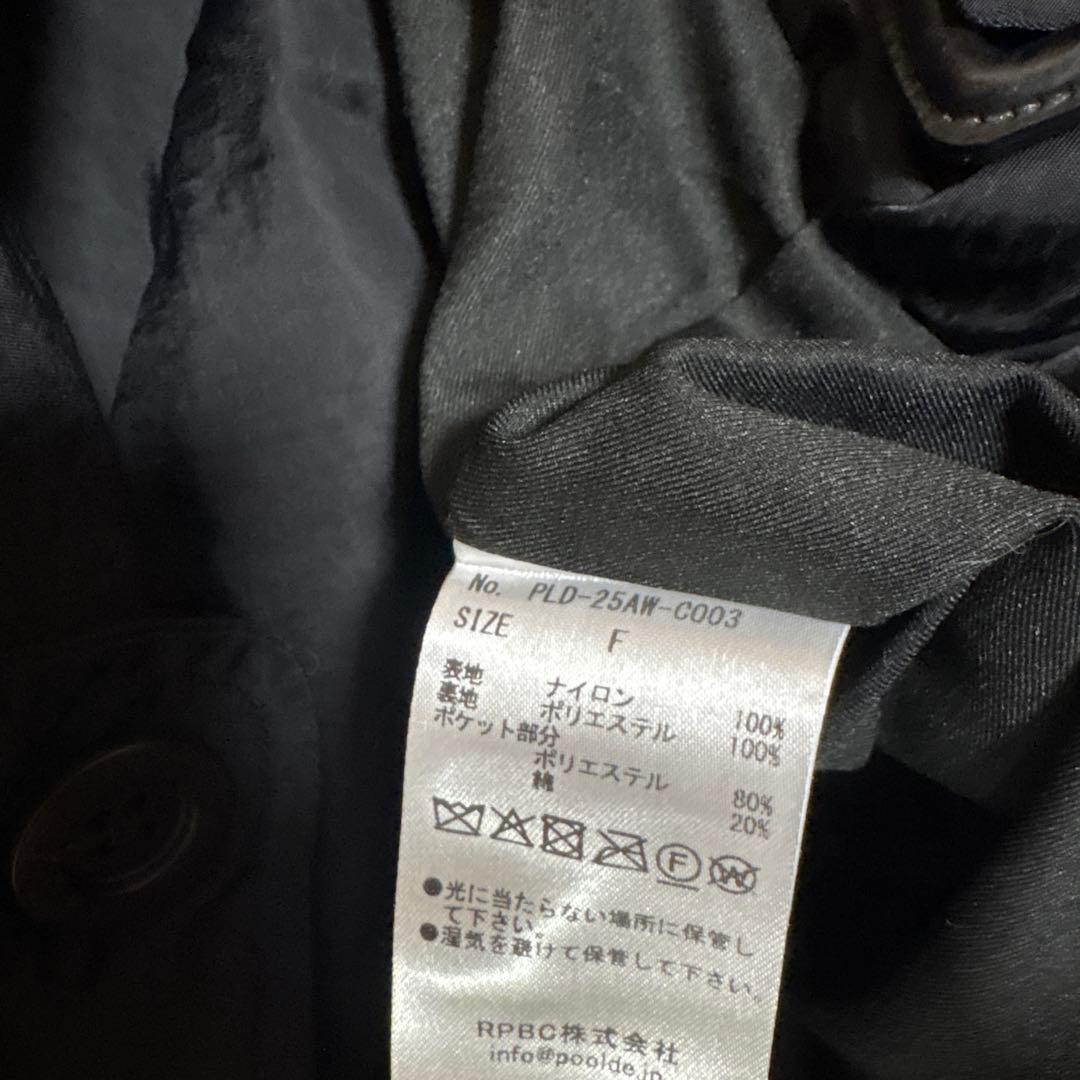 No. PLD-25AW-C003
SIZE F
表地 ナイロン 100%
裏地 ポリエステル 100%
ポケット部分
ポリエステル 80%
綿 20%
F W
●光に当たらない場所に保管し
て下さい。
●湿気を避けて保管して下さい。
RPBC株式会社
info@poolde.jp